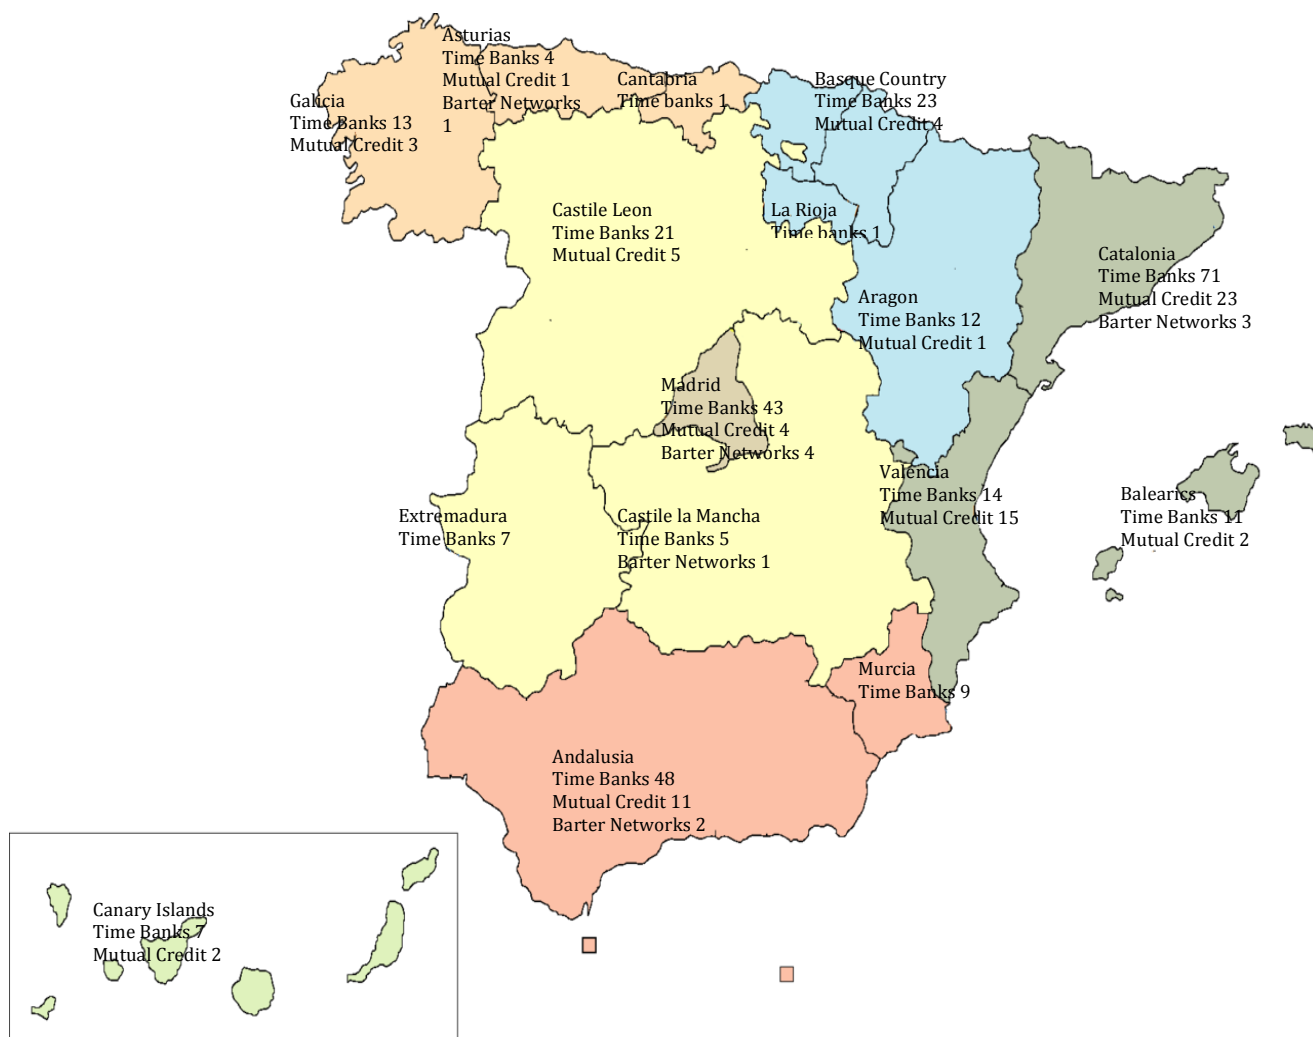 Asturias
Time Banks 4
Mutual Credit 1
Barter Networks
1
Cantabria
Time banks 1
Basque Country
Time Banks 23
Mutual Credit 4
Galicia
Time Banks 13
Mutual Credit 3
Castile Leon
Time Banks 21
Mutual Credit 5
La Rioja
Time banks 1
Catalonia
Time Banks 71
Mutual Credit 23
Barter Networks 3
Aragon
Time Banks 12
Mutual Credit 1
Madrid
Time Banks 43
Mutual Credit 4
Barter Networks 4
Valencia
Time Banks 14
Mutual Credit 15
Balearics
Time Banks 11
Mutual Credit 2
Extremadura
Time Banks 7
Castile la Mancha
Time Banks 5
Barter Networks 1
Murcia
Time Banks 9
Andalusia
Time Banks 48
Mutual Credit 11
Barter Networks 2
Canary Islands
Time Banks 7
Mutual Credit 2